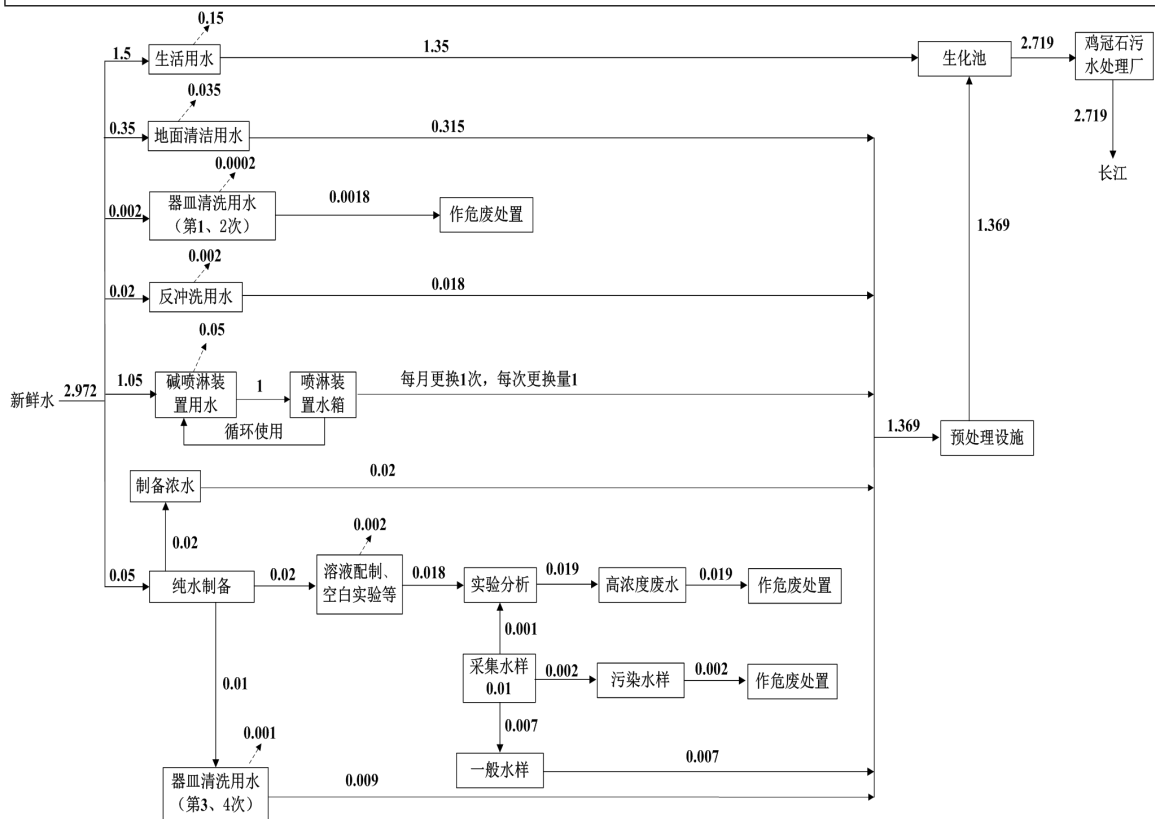 0.15
1.5
生活用水
1.35
生化池
2.719
鸡冠石污
水处理厂
0.035
0.35
地面清洁用水
0.315
2.719
长江
0.0002
0.002
器皿清洗用水
（第1、2次）
0.0018
作危废处置
1.369
0.002
0.02
反冲洗用水
0.018
0.05
新鲜水
2.972
1.05
碱喷淋装
置用水
1
喷淋装
置水箱
每月更换1次，每次更换量1
循环使用
1.369
预处理设施
制备浓水
0.02
0.02
0.002
0.05
纯水制备
0.02
溶液配制、
空白实验等
0.018
实验分析
0.019
高浓度废水
0.019
作危废处置
0.001
采集水样
0.01
0.002
污染水样
0.002
作危废处置
0.01
0.007
0.001
一般水样
0.007
器皿清洗用水
（第3、4次）
0.009